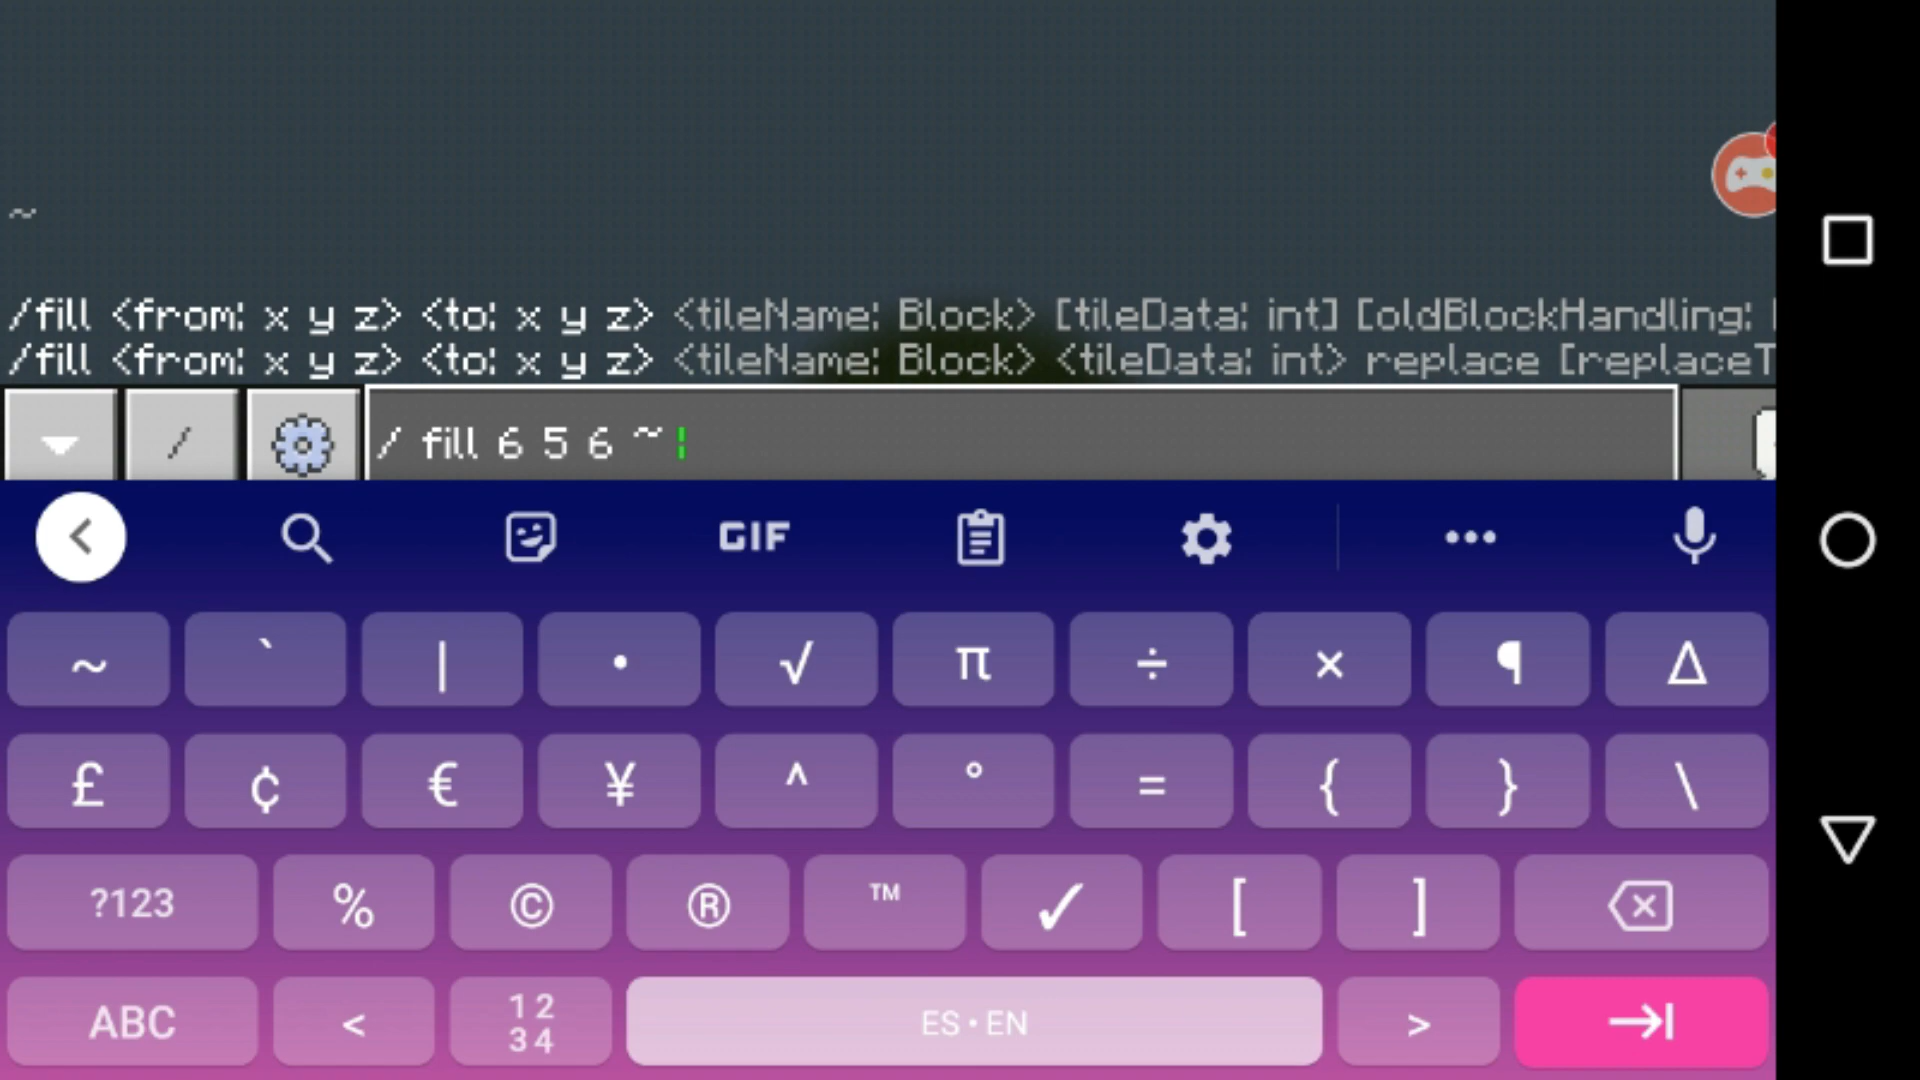 ~
/fill <from: x y z> <to: x y z> <tileName: Block> [tileData: int] [oldBlockHandling:
/fill <from: x y z> <to: x y z> <tileName: Block> <tileData: int> replace [replaceT
/
/ fill 6 5 6 ~
GIF
~ ` | • √ π ÷ × ¶ Δ
£ ¢ € ¥ ^ ° = { } \
?123 % © ® ™ ✓ [ ]
ABC < 12 ES • EN >
34